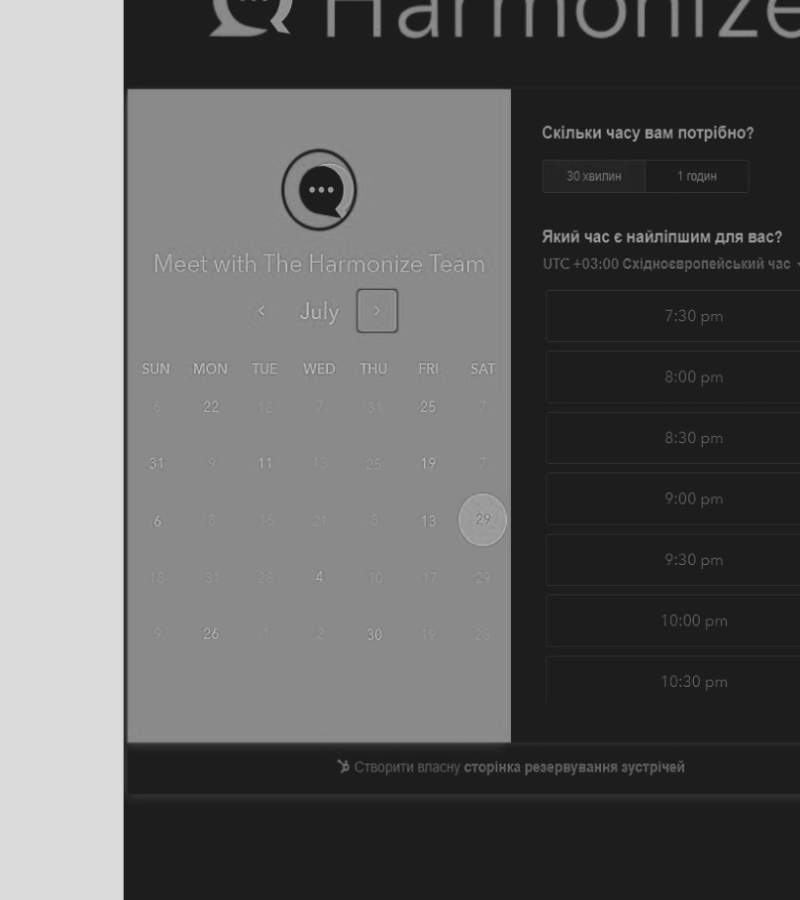 Harmonize
Meet with The Harmonize Team
July
SUN MON TUE WED THU FRI SAT
6 22 18 7 31 25 7
31 9 11 13 25 19 7
6 8 16 21 8 13 29
18 31 28 4 10 17 29
9 26 1 2 30 19 28
Скільки часу вам потрібно?
30 хвилин 1 годин
Який час є найліпшим для вас?
UTC +03:00 Східноєвропейський час
7:30 pm
8:00 pm
8:30 pm
9:00 pm
9:30 pm
10:00 pm
10:30 pm
Створити власну сторінка резервування зустрічей